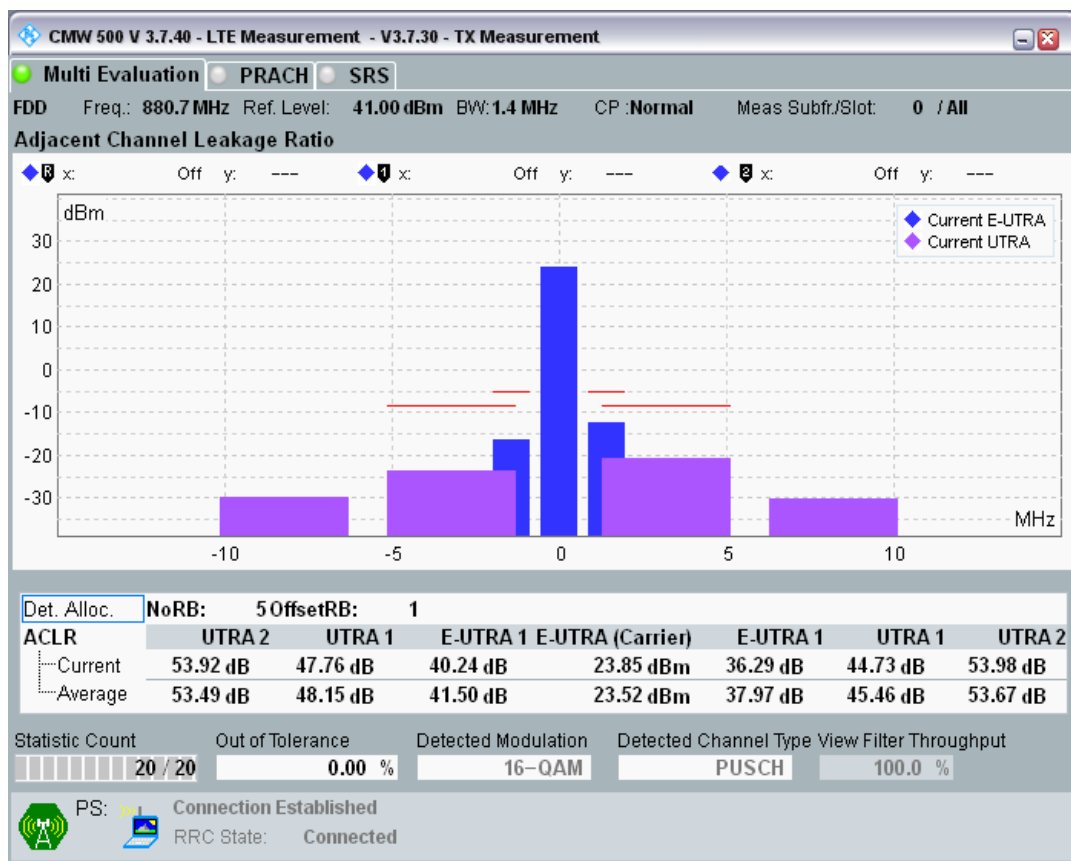 CMW 500 V 3.7.40 - LTE Measurement - V3.7.30 - TX Measurement
Multi Evaluation PRACH SRS
FDD Freq.: 880.7 MHz Ref. Level: 41.00 dBm BW: 1.4 MHz CP :Normal Meas Subfr./Slot: 0 / All
Adjacent Channel Leakage Ratio
R x: Off y: --- 1 x: Off y: --- 2 x: Off y: ---
dBm
Current E-UTRA
Current UTRA
30
20
10
0
-10
-20
-30
MHz
-10 -5 0 5 10
Det. Alloc. NoRB: 5 OffsetRB: 1
ACLR UTRA 2 UTRA 1 E-UTRA 1 E-UTRA (Carrier) E-UTRA 1 UTRA 1 UTRA 2
Current 53.92 dB 47.76 dB 40.24 dB 23.85 dBm 36.29 dB 44.73 dB 53.98 dB
Average 53.49 dB 48.15 dB 41.50 dB 23.52 dBm 37.97 dB 45.46 dB 53.67 dB
Statistic Count Out of Tolerance Detected Modulation Detected Channel Type View Filter Throughput
20 / 20 0.00 % 16-QAM PUSCH 100.0 %
PS: Connection Established
RRC State: Connected